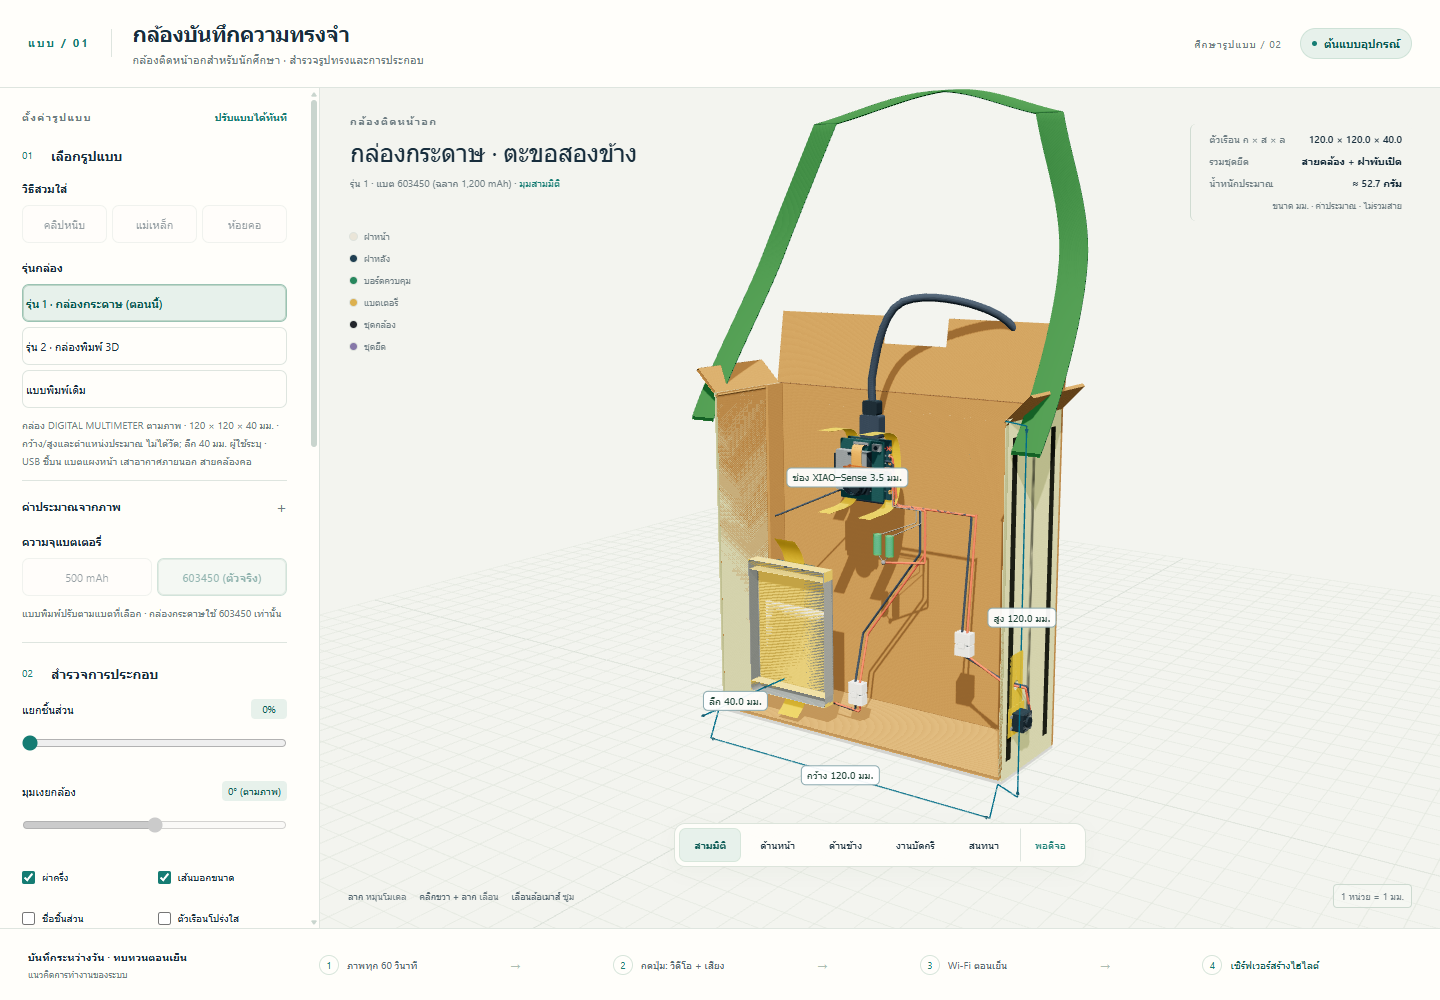 แบบ / 01
กล้องบันทึกความทรงจำ
กล้องติดหน้าอกสำหรับนักศึกษา · สำรวจรูปทรงและการประกอบ
ศึกษารูปแบบ / 02
ต้นแบบอุปกรณ์
ตั้งค่ารูปแบบ
ปรับแบบได้ทันที
01 เลือกรูปแบบ
วิธีสวมใส่
คลิปหนีบ
แม่เหล็ก
ห้อยคอ
รุ่นกล่อง
รุ่น 1 · กล่องกระดาษ (ตอนนี้)
รุ่น 2 · กล่องพิมพ์ 3D
แบบพิมพ์เดิม
กล่อง DIGITAL MULTIMETER ตามภาพ · 120 × 120 × 40 มม. ·
กว้าง/สูงและตำแหน่งประมาณ ไม่ได้วัด; ลึก 40 มม. ผู้ใช้ระบุ ·
USB ชี้บน แบตแผงหน้า เสาอากาศภายนอก สายคล้องคอ
ค่าประมาณจากภาพ +
ความจุแบตเตอรี่
500 mAh
603450 (ตัวจริง)
แบบพิมพ์ปรับตามแบตที่เลือก · กล่องกระดาษใช้ 603450 เท่านั้น
02 สำรวจการประกอบ
แยกชิ้นส่วน 0%
มุมเงยกล้อง 0° (ตามภาพ)
ผ่าครึ่ง
เส้นบอกขนาด
ชื่อชิ้นส่วน
ตัวเรือนโปร่งใส
กล้องติดหน้าอก
กล่องกระดาษ · ตะขอสองข้าง
รุ่น 1 · แบต 603450 (ฉลาก 1,200 mAh) · มุมสามมิติ
ฝาหน้า
ฝาหลัง
บอร์ดควบคุม
แบตเตอรี่
ชุดกล้อง
ชุดยึด
ตัวเรือน ก × ส × ล 120.0 × 120.0 × 40.0
รวมชุดยึด สายคล้อง + ฝาพับเปิด
น้ำหนักประมาณ ≈ 52.7 กรัม
ขนาด มม. · ค่าประมาณ · ไม่รวมสาย
ช่อง XIAO–Sense 3.5 มม.
สูง 120.0 มม.
ลึก 40.0 มม.
กว้าง 120.0 มม.
สามมิติ
ด้านหน้า
ด้านข้าง
งานบัดกรี
สนทนา
พอดีจอ
ลาก หมุนโมเดล คลิกขวา + ลาก เลื่อน เลื่อนล้อเมาส์ ซูม
1 หน่วย = 1 มม.
บันทึกระหว่างวัน · ทบทวนตอนเย็น
แนวคิดการทำงานของระบบ
1 ภาพทุก 60 วินาที →
2 กดปุ่ม: วิดีโอ + เสียง →
3 Wi-Fi ตอนเย็น →
4 เซิร์ฟเวอร์สร้างไฮไลต์